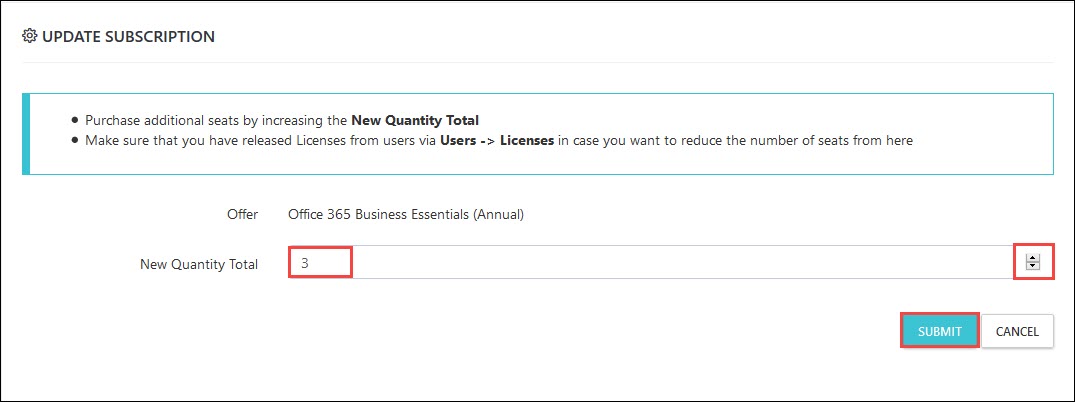 UPDATE SUBSCRIPTION
Purchase additional seats by increasing the New Quantity Total
Make sure that you have released Licenses from users via Users -> Licenses in case you want to reduce the number of seats from here
Offer Office 365 Business Essentials (Annual)
New Quantity Total 3
SUBMIT CANCEL